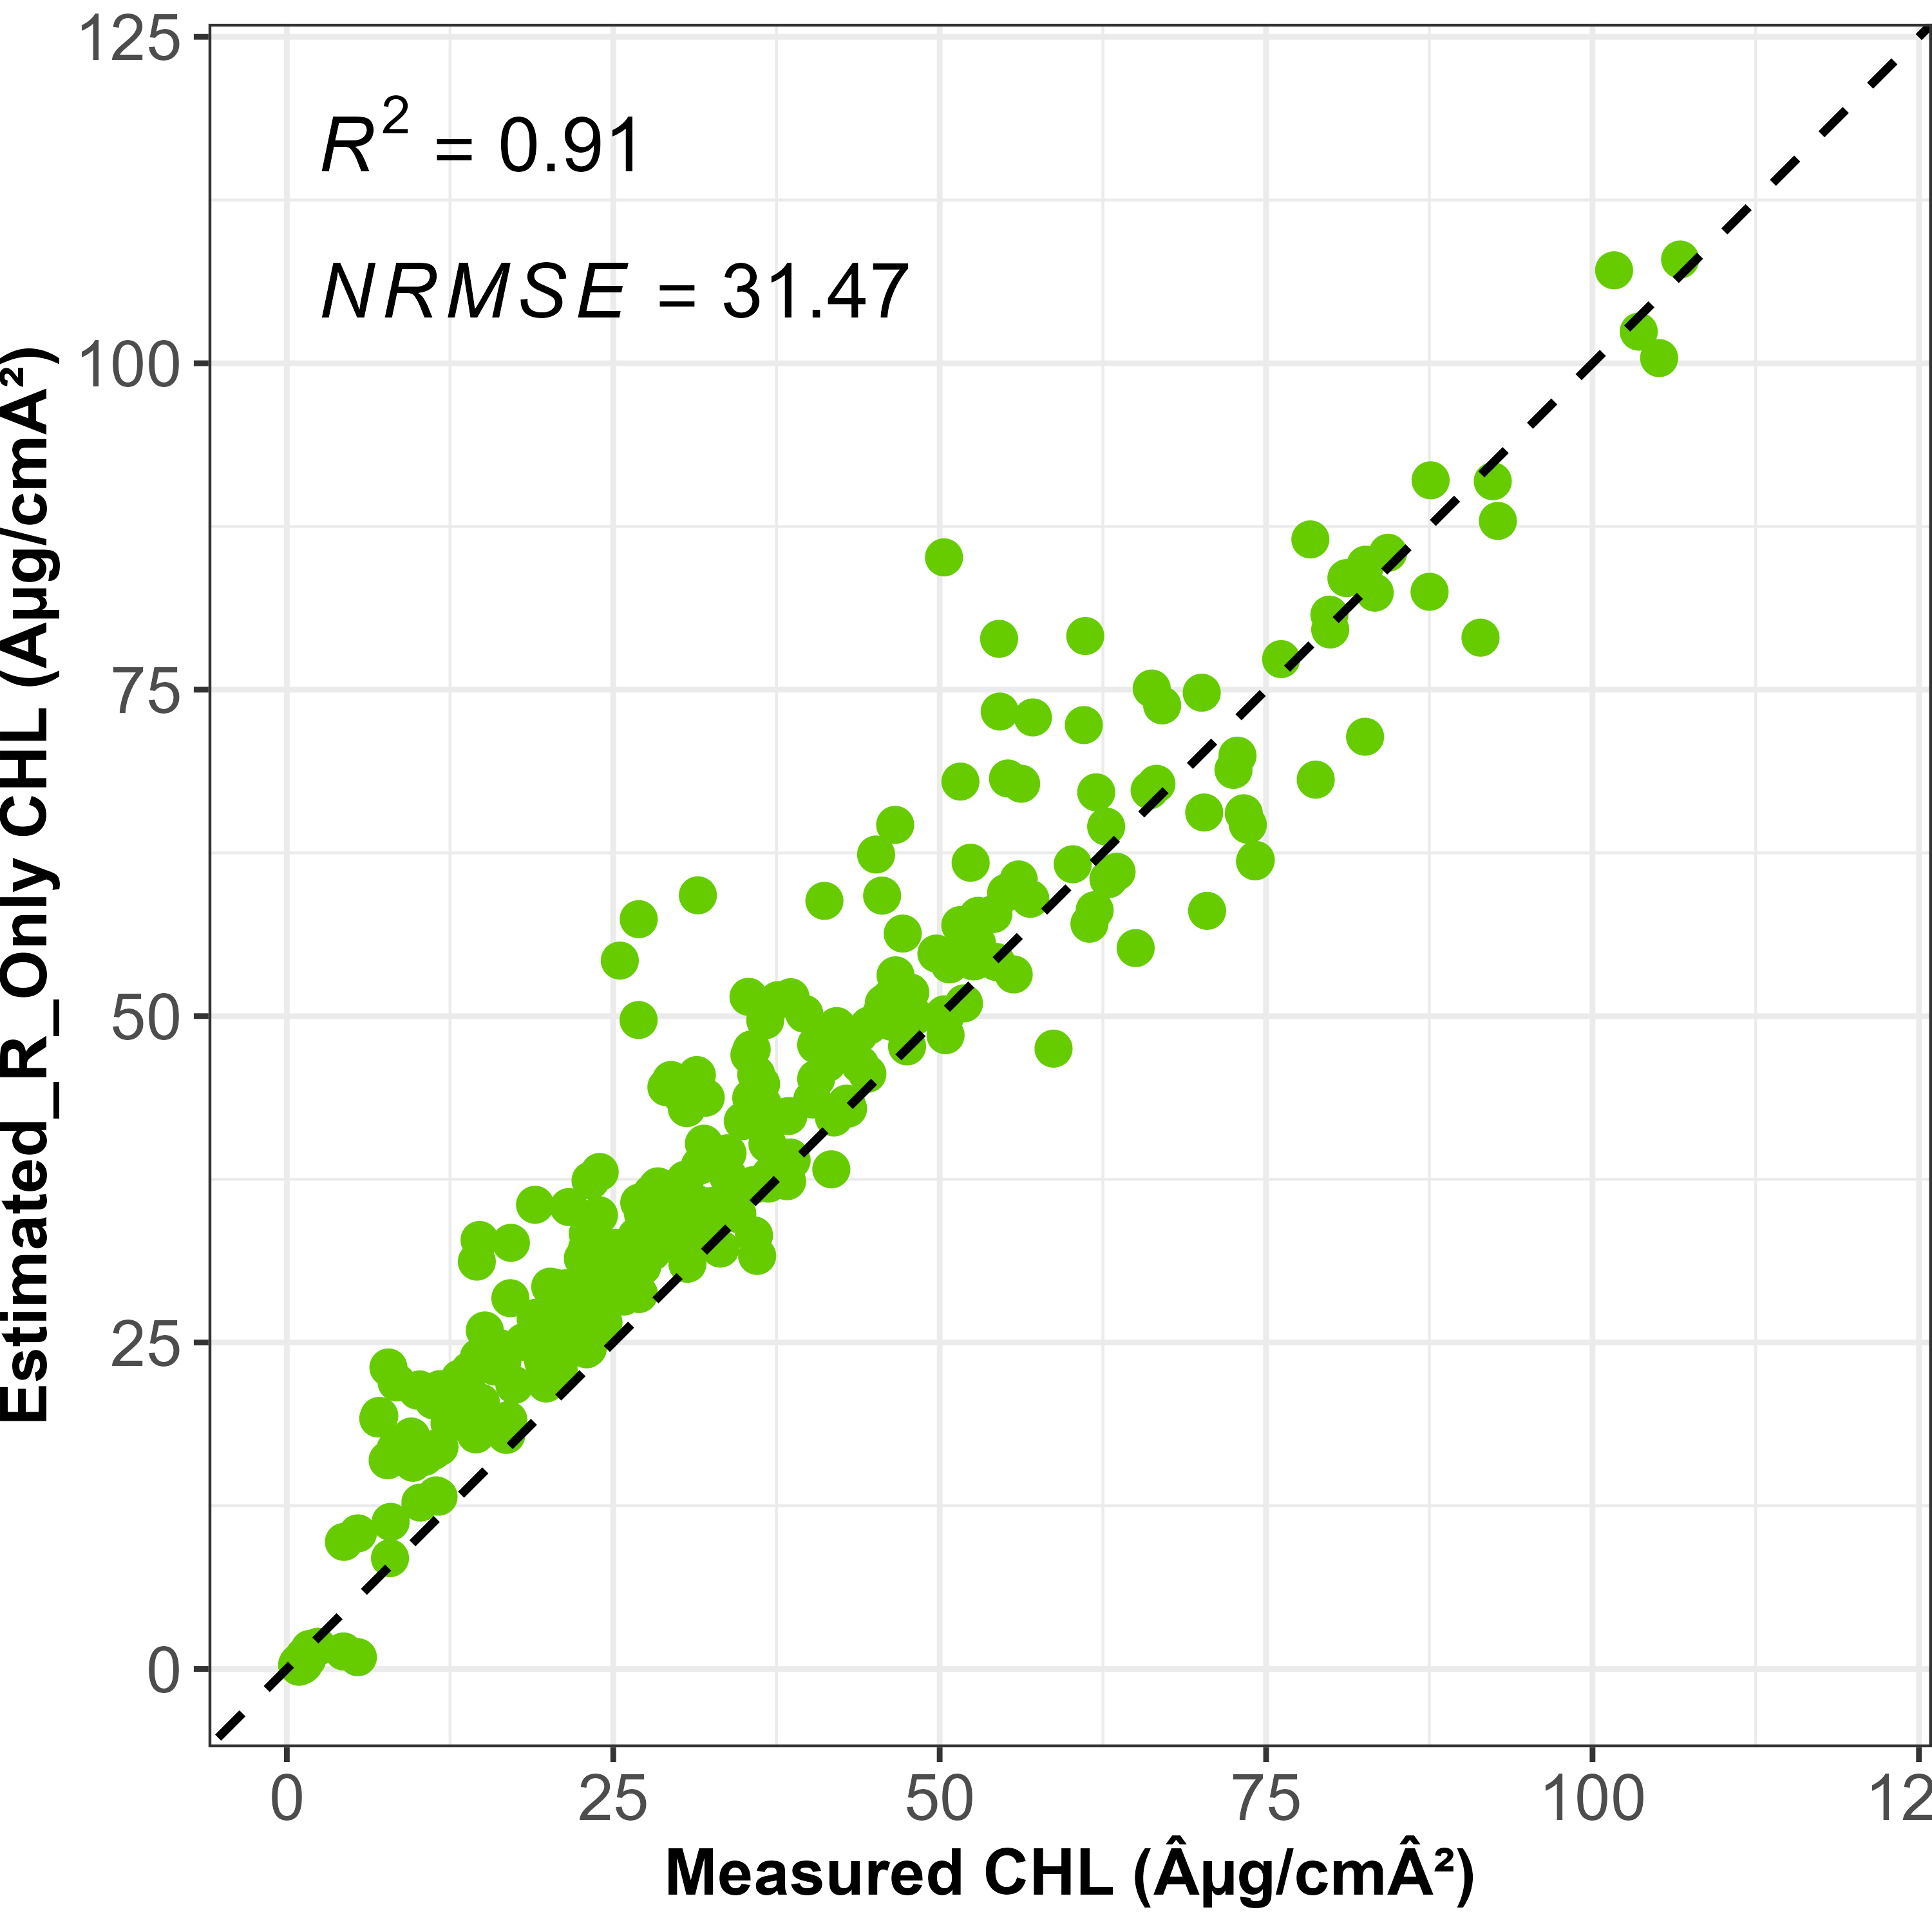 125
R² = 0.91
NRMSE = 31.47
100
75
50
25
0
Estimated_R_Only CHL (Âµg/cmÂ²)
0 25 50 75 100 12
Measured CHL (Âµg/cmÂ²)